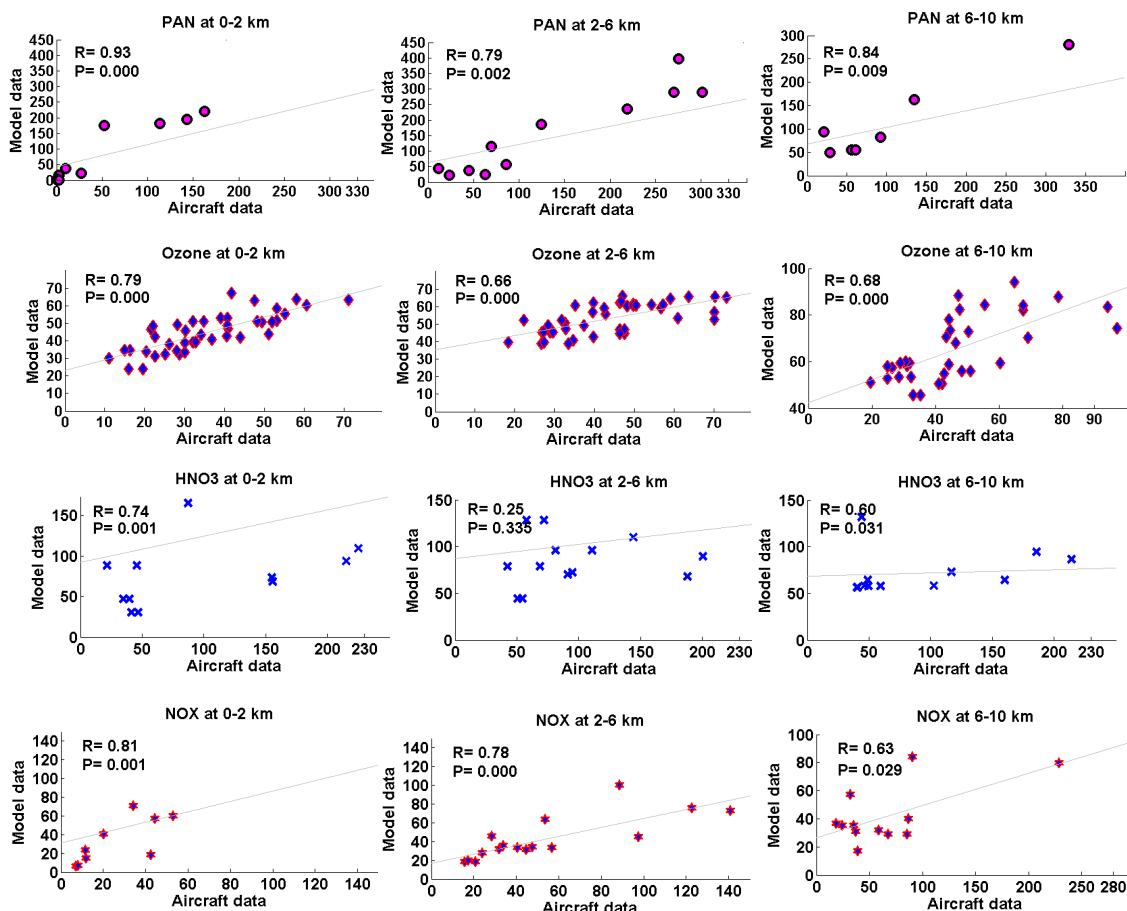 PAN at 0-2 km
R= 0.93
P= 0.000
Model data
450
400
350
300
250
200
150
100
50
0
0 50 100 150 200 250 300 330
Aircraft data
PAN at 2-6 km
R= 0.79
P= 0.002
Model data
450
400
350
300
250
200
150
100
50
0
0 50 100 150 200 250 300 330
Aircraft data
PAN at 6-10 km
R= 0.84
P= 0.009
Model data
300
250
200
150
100
50
0
0 50 100 150 200 250 300 350
Aircraft data
Ozone at 0-2 km
R= 0.79
P= 0.000
Model data
80
70
60
50
40
30
20
10
0
0 10 20 30 40 50 60 70
Aircraft data
Ozone at 2-6 km
R= 0.66
P= 0.000
Model data
80
70
60
50
40
30
20
10
0
0 10 20 30 40 50 60 70
Aircraft data
Ozone at 6-10 km
R= 0.68
P= 0.000
Model data
100
80
60
40
0 20 40 60 80 100
Aircraft data
HNO3 at 0-2 km
R= 0.74
P= 0.001
Model data
150
100
50
0
0 50 100 150 200 230
Aircraft data
HNO3 at 2-6 km
R= 0.25
P= 0.335
Model data
150
100
50
0
0 50 100 150 200 230
Aircraft data
HNO3 at 6-10 km
R= 0.60
P= 0.031
Model data
150
100
50
0
0 50 100 150 200 230
Aircraft data
NOX at 0-2 km
R= 0.81
P= 0.001
Model data
140
120
100
80
60
40
20
0
0 20 40 60 80 100 120 140
Aircraft data
NOX at 2-6 km
R= 0.78
P= 0.000
Model data
140
120
100
80
60
40
20
0
0 20 40 60 80 100 120 140
Aircraft data
NOX at 6-10 km
R= 0.63
P= 0.029
Model data
100
80
60
40
20
0
0 50 100 150 200 250 280
Aircraft data